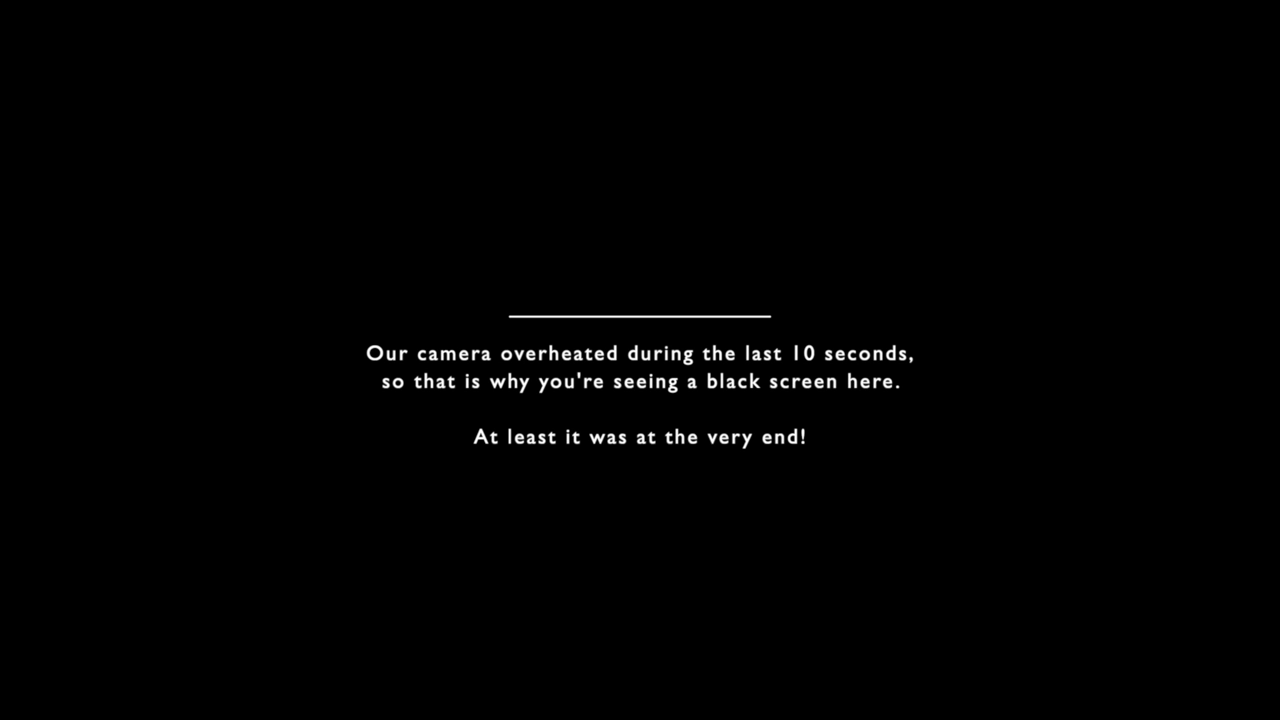 Our camera overheated during the last 10 seconds,
so that is why you're seeing a black screen here.
At least it was at the very end!